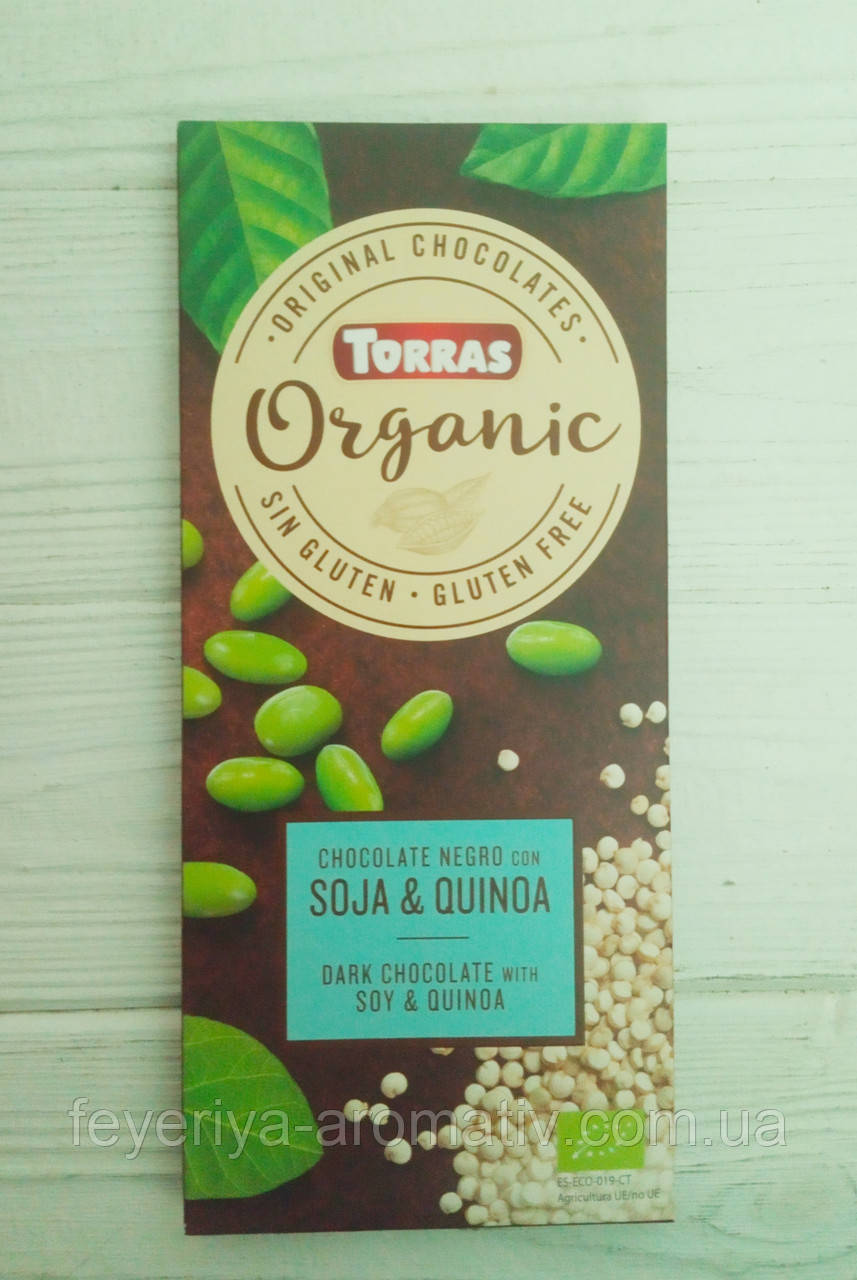 · ORIGINAL CHOCOLATES ·
TORRAS
Organic
SIN GLUTEN · GLUTEN FREE
CHOCOLATE NEGRO CON
SOJA & QUINOA
DARK CHOCOLATE WITH
SOY & QUINOA
feyeriya-aromativ.com.ua
ES-ECO-019-CT
Agricultura UE/no UE